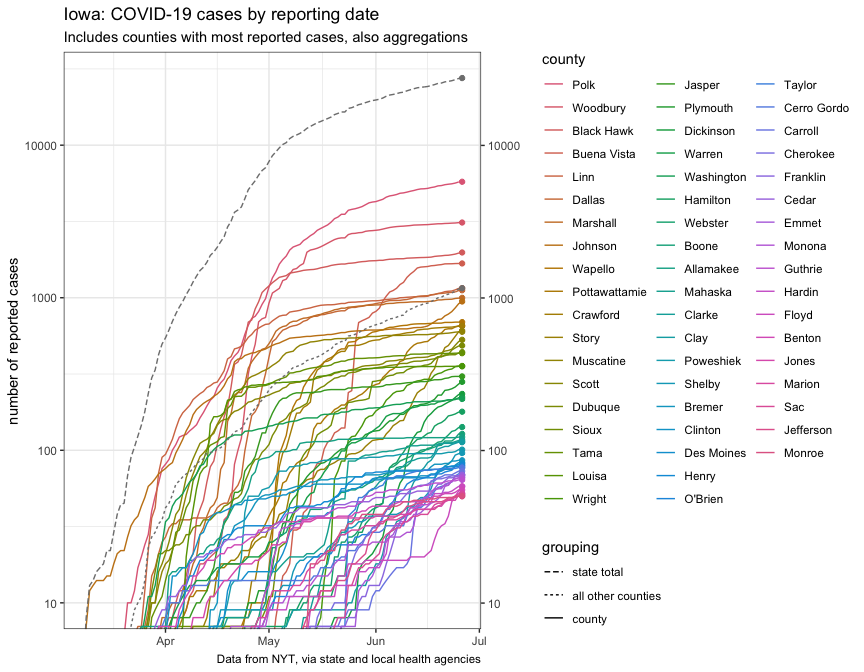 Iowa: COVID-19 cases by reporting date
Includes counties with most reported cases, also aggregations
number of reported cases
10000
1000
100
10
10000
1000
100
10
Apr
May
Jun
Jul
Data from NYT, via state and local health agencies
county
Polk
Woodbury
Black Hawk
Buena Vista
Linn
Dallas
Marshall
Johnson
Wapello
Pottawattamie
Crawford
Story
Muscatine
Scott
Dubuque
Sioux
Tama
Louisa
Wright
Jasper
Plymouth
Dickinson
Warren
Washington
Hamilton
Webster
Boone
Allamakee
Mahaska
Clarke
Clay
Poweshiek
Shelby
Bremer
Clinton
Des Moines
Henry
O'Brien
Taylor
Cerro Gordo
Carroll
Cherokee
Franklin
Cedar
Emmet
Monona
Guthrie
Hardin
Floyd
Benton
Jones
Marion
Sac
Jefferson
Monroe
grouping
state total
all other counties
county